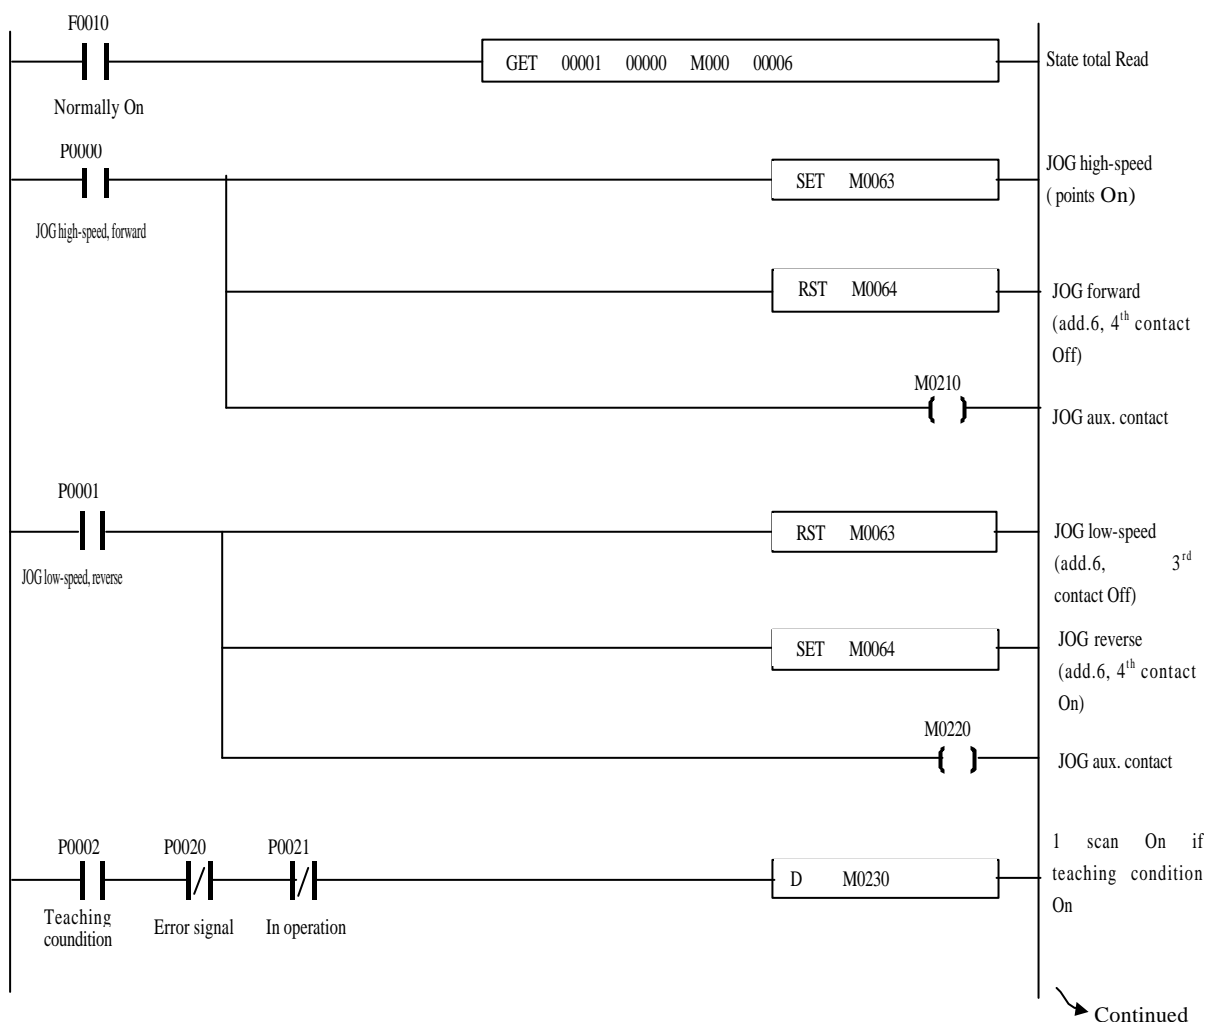 F0010
GET 00001 00000 M000 00006
State total Read
Normally On
P0000
SET M0063
JOG high-speed
( points On)
JOG high-speed, forward
RST M0064
JOG forward
(add.6, 4th contact
Off)
M0210
JOG aux. contact
P0001
RST M0063
JOG low-speed
(add.6, 3rd
contact Off)
JOG low-speed, reverse
SET M0064
JOG reverse
(add.6, 4th contact
On)
M0220
JOG aux. contact
P0002 P0020 P0021
D M0230
1 scan On if
teaching condition
On
Teaching
coundition
Error signal
In operation
Continued